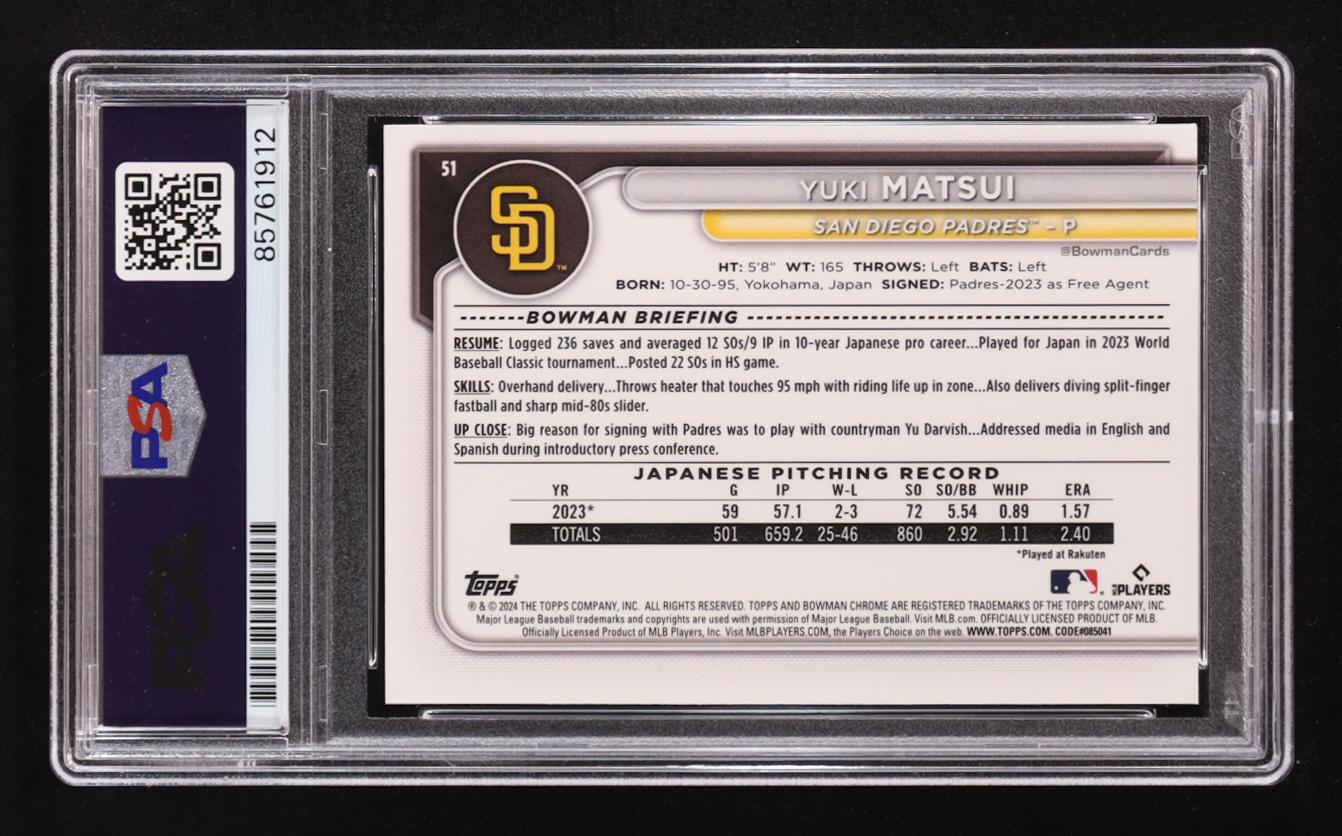 85761912
PSA
PSA
PSA
51
SD™
YUKI MATSUI
SAN DIEGO PADRES™ - P
@BowmanCards
HT: 5'8" WT: 165 THROWS: Left BATS: Left
BORN: 10-30-95, Yokohama, Japan SIGNED: Padres-2023 as Free Agent
-------BOWMAN BRIEFING ------------------------------------------------
RESUME: Logged 236 saves and averaged 12 SOs/9 IP in 10-year Japanese pro career...Played for Japan in 2023 World
Baseball Classic tournament...Posted 22 SOs in HS game.
SKILLS: Overhand delivery...Throws heater that touches 95 mph with riding life up in zone...Also delivers diving split-finger
fastball and sharp mid-80s slider.
UP CLOSE: Big reason for signing with Padres was to play with countryman Yu Darvish...Addressed media in English and
Spanish during introductory press conference.
JAPANESE PITCHING RECORD
YR G IP W-L SO SO/BB WHIP ERA
2023* 59 57.1 2-3 72 5.54 0.89 1.57
TOTALS 501 659.2 25-46 860 2.92 1.11 2.40
*Played at Rakuten
Topps®
MLB PLAYERS
® & © 2024 THE TOPPS COMPANY, INC. ALL RIGHTS RESERVED. TOPPS AND BOWMAN CHROME ARE REGISTERED TRADEMARKS OF THE TOPPS COMPANY, INC.
Major League Baseball trademarks and copyrights are used with permission of Major League Baseball. Visit MLB.com. OFFICIALLY LICENSED PRODUCT OF MLB.
Officially Licensed Product of MLB Players, Inc. Visit MLBPLAYERS.COM, the Players Choice on the web. WWW.TOPPS.COM. CODE#085041